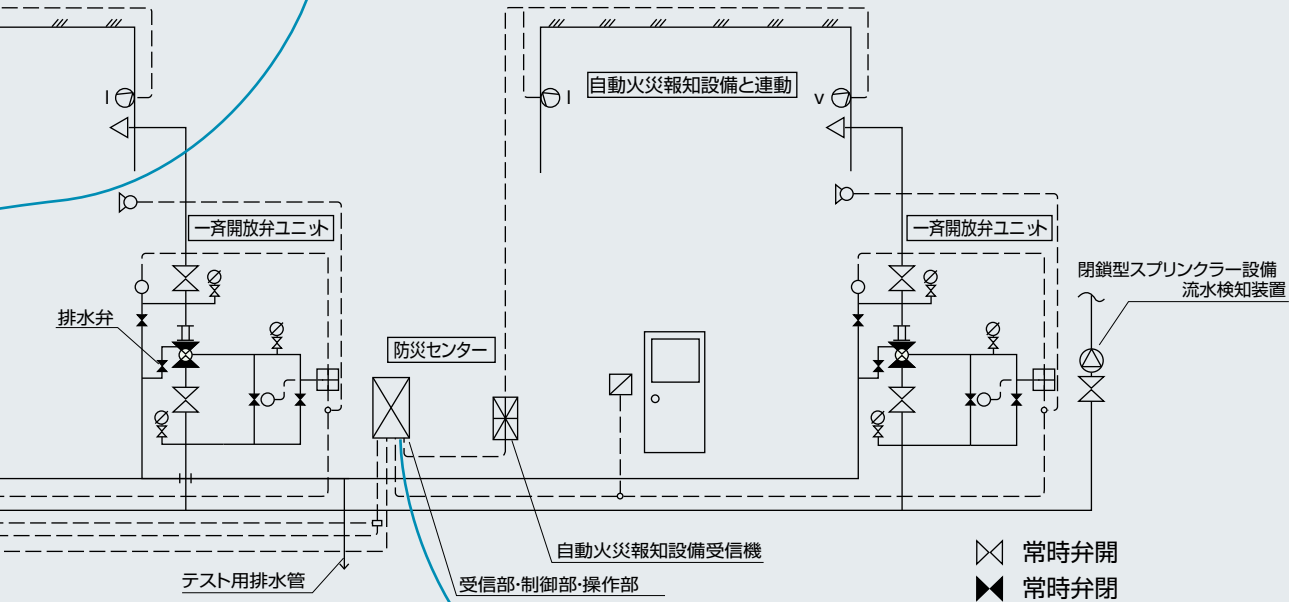 自動火災報知設備と連動
I
I
v
一斉開放弁ユニット
一斉開放弁ユニット
閉鎖型スプリンクラー設備
流水検知装置
排水弁
防災センター
自動火災報知設備受信機
常時弁開
テスト用排水管
受信部・制御部・操作部
常時弁閉